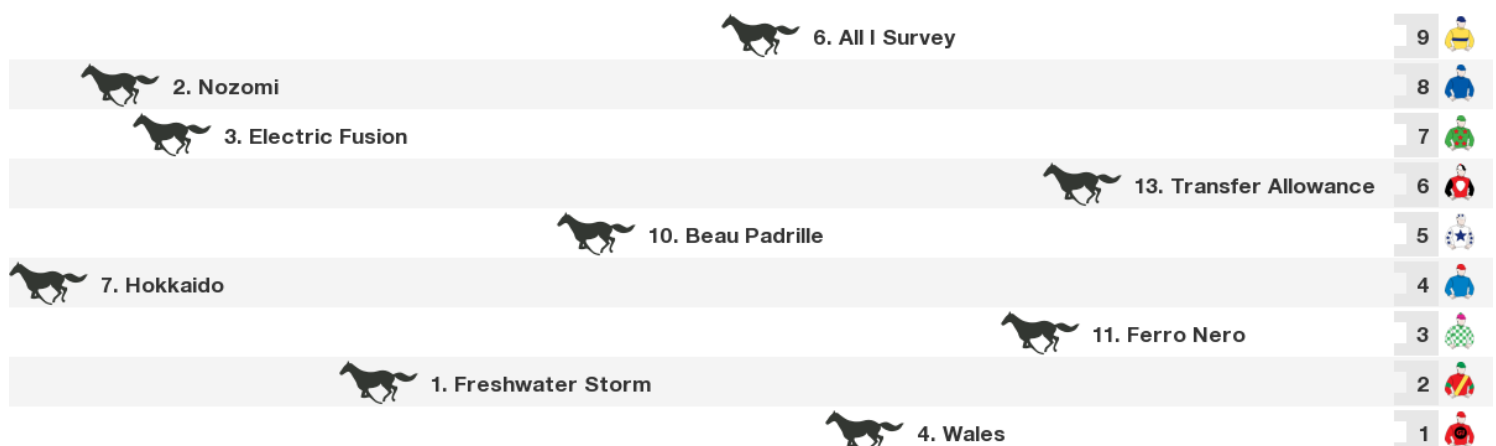 6. All I Survey 9
2. Nozomi 8
3. Electric Fusion 7
13. Transfer Allowance 6
10. Beau Padrille 5
7. Hokkaido 4
11. Ferro Nero 3
1. Freshwater Storm 2
4. Wales 1